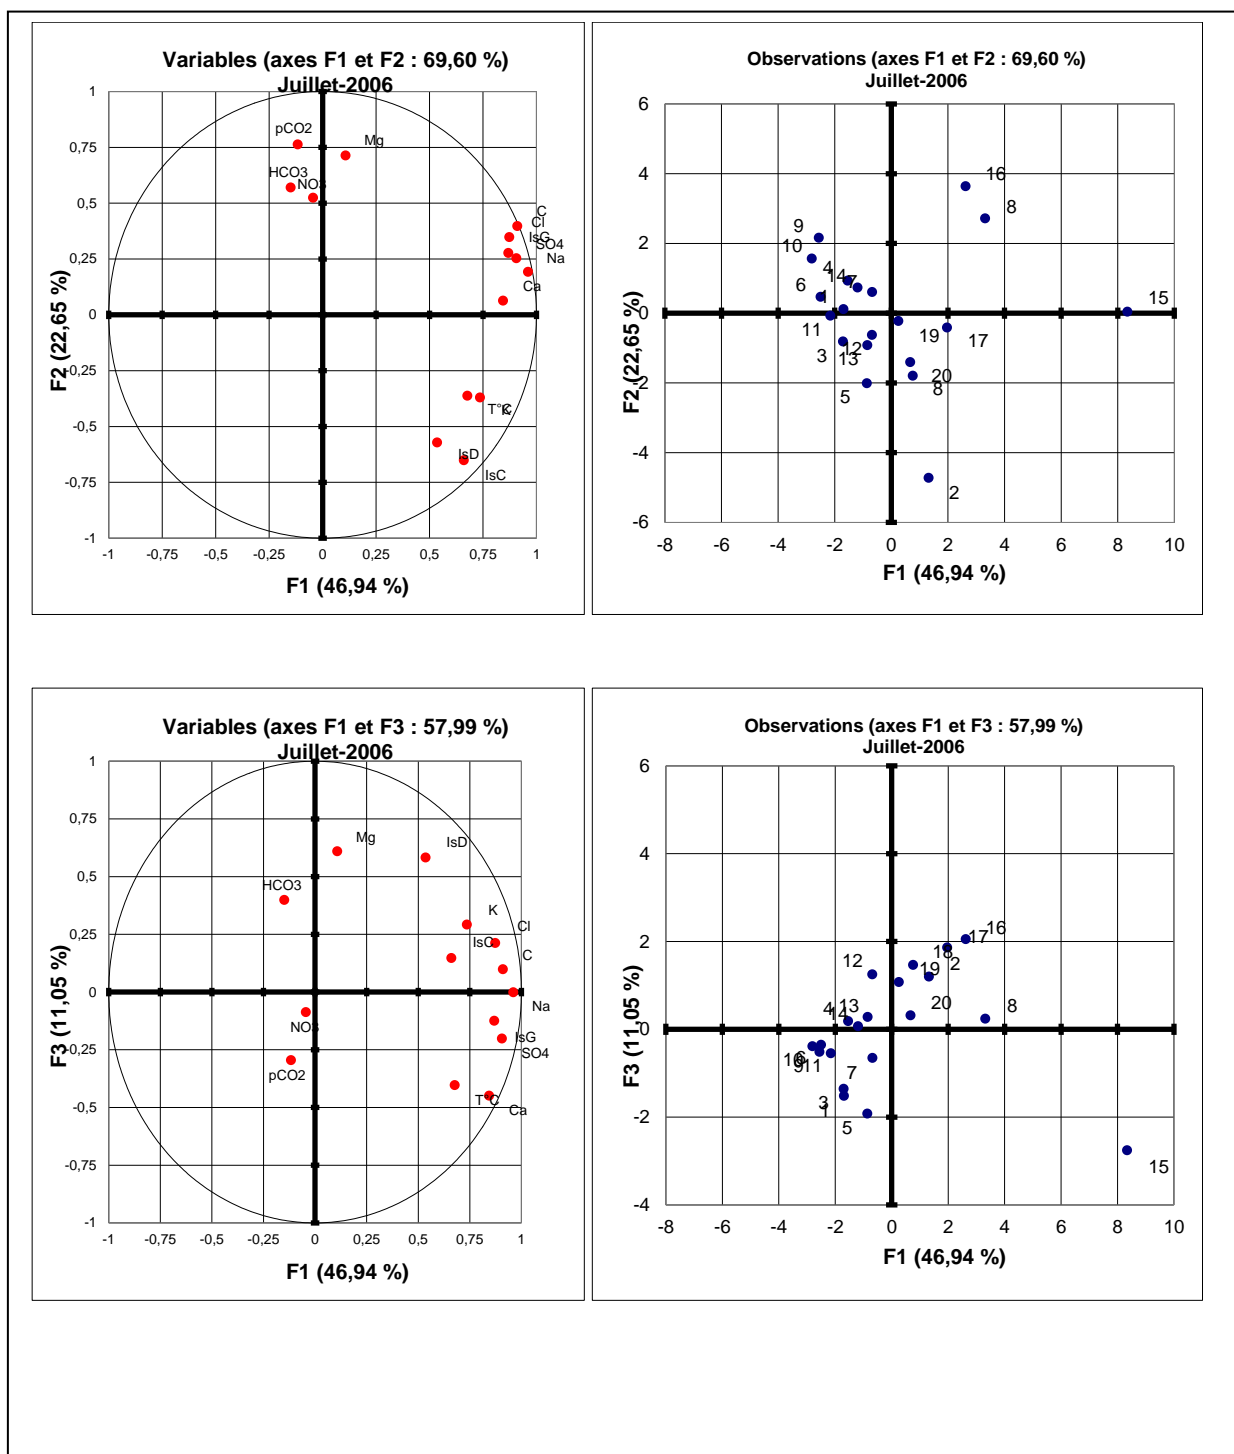 Variables (axes F1 et F2 : 69,60 %)
Juillet-2006
pCO2
Mg
HCO3
NO3
C
Cl
IsG
SO4
Na
Ca
T°C
K
IsD
IsC
1
0,75
0,5
0,25
0
-0,25
-0,5
-0,75
-1
-1
-0,75
-0,5
-0,25
0
0,25
0,5
0,75
1
F2 (22,65 %)
F1 (46,94 %)
Observations (axes F1 et F2 : 69,60 %)
Juillet-2006
6
4
2
0
-2
-4
-6
16
8
9
10
4
14
7
6
1
15
11
19
17
12
3
13
20
5
8
2
-8
-6
-4
-2
0
2
4
6
8
10
F2 (22,65 %)
F1 (46,94 %)
Variables (axes F1 et F3 : 57,99 %)
Juillet-2006
1
0,75
0,5
0,25
0
-0,25
-0,5
-0,75
-1
Mg
IsD
HCO3
K
Cl
IsC
C
Na
NO3
IsG
SO4
pCO2
T°C
Ca
-1
-0,75
-0,5
-0,25
0
0,25
0,5
0,75
1
F3 (11,05 %)
F1 (46,94 %)
Observations (axes F1 et F3 : 57,99 %)
Juillet-2006
6
4
2
0
-2
-4
16
17
18
12
2
19
4
13
14
20
8
10
6
9
11
7
3
1
5
15
-8
-6
-4
-2
0
2
4
6
8
10
F3 (11,05 %)
F1 (46,94 %)